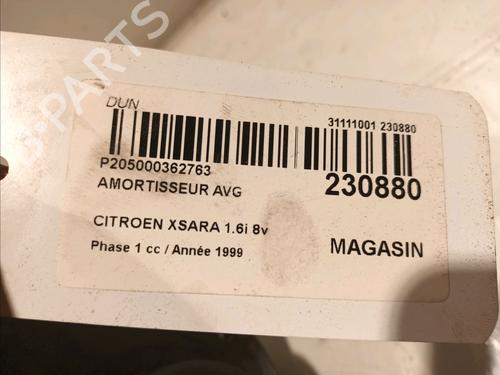 DUN
31111001 230880
P205000362763
AMORTISSEUR AVG
230880
CITROEN XSARA 1.6i 8v
Phase 1 cc / Année 1999
MAGASIN
B-PARTS